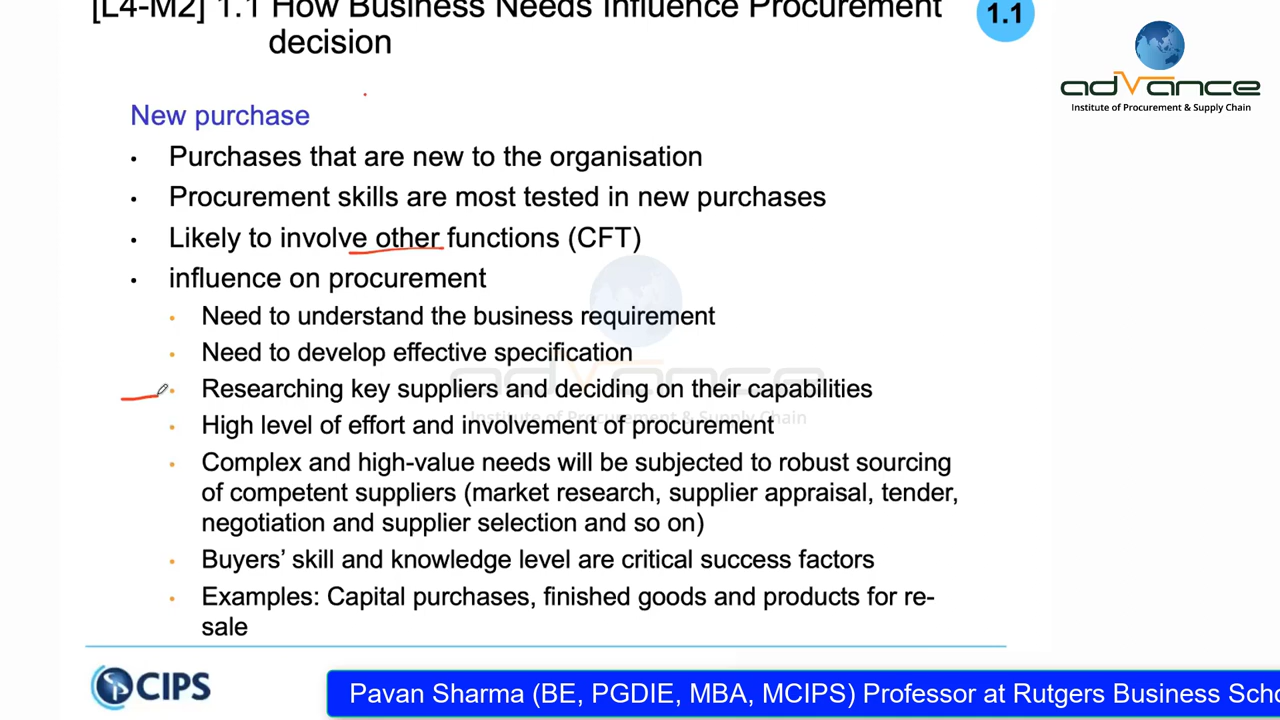 [L4-M2] 1.1 How Business Needs Influence Procurement
decision
1.1
adVance
Institute of Procurement & Supply Chain
New purchase
• Purchases that are new to the organisation
• Procurement skills are most tested in new purchases
• Likely to involve other functions (CFT)
• influence on procurement
• Need to understand the business requirement
• Need to develop effective specification
• Researching key suppliers and deciding on their capabilities
• High level of effort and involvement of procurement
• Complex and high-value needs will be subjected to robust sourcing
of competent suppliers (market research, supplier appraisal, tender,
negotiation and supplier selection and so on)
• Buyers’ skill and knowledge level are critical success factors
• Examples: Capital purchases, finished goods and products for re-
sale
adVance
Institute of Procurement & Supply Chain
CIPS
Pavan Sharma (BE, PGDIE, MBA, MCIPS) Professor at Rutgers Business Scho